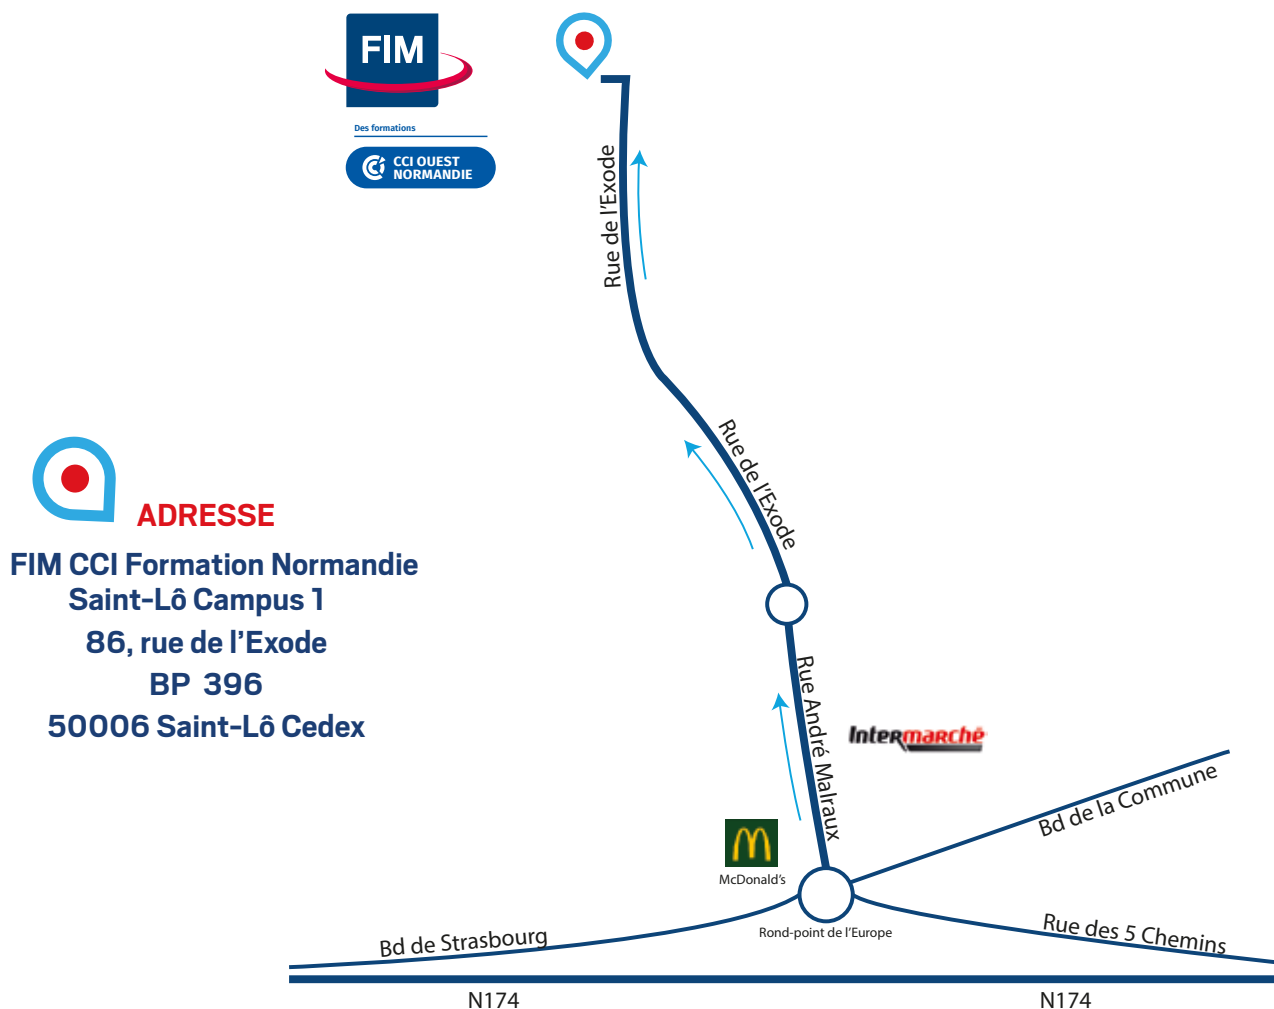 FIM
Des formations
CCI OUEST
NORMANDIE
Rue de l'Exode
Rue de l'Exode
ADRESSE
FIM CCI Formation Normandie
Saint-Lô Campus 1
86, rue de l'Exode
BP 396
50006 Saint-Lô Cedex
Rue André Malraux
Intermarchē
Bd de la Commune
McDonald's
Rond-point de l'Europe
Bd de Strasbourg
Rue des 5 Chemins
N174
N174